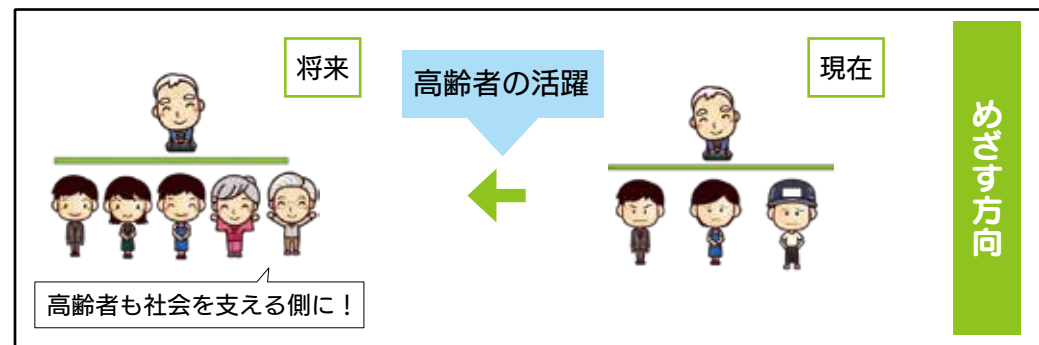 めざす方向
現在
高齢者の活躍
将来
高齢者も社会を支える側に！